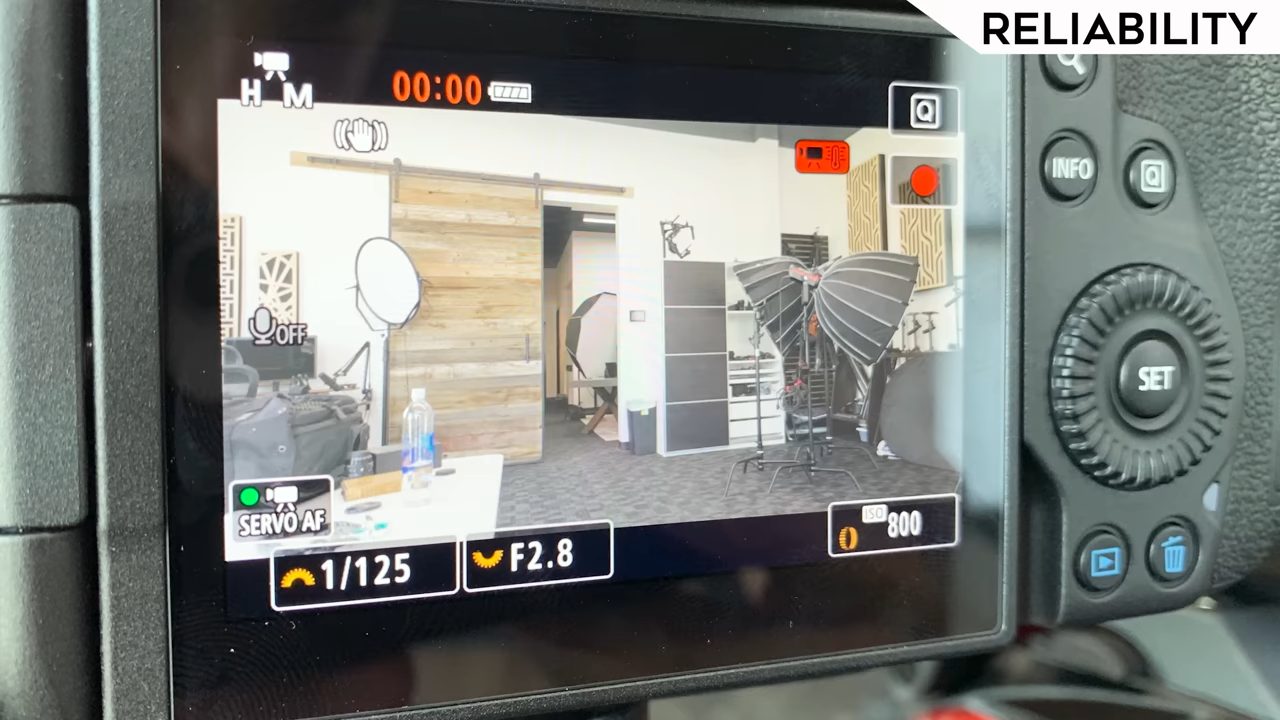 RELIABILITY
H M
00:00
Q
INFO
Q
OFF
SET
SERVO AF
1/125
F2.8
ISO
800